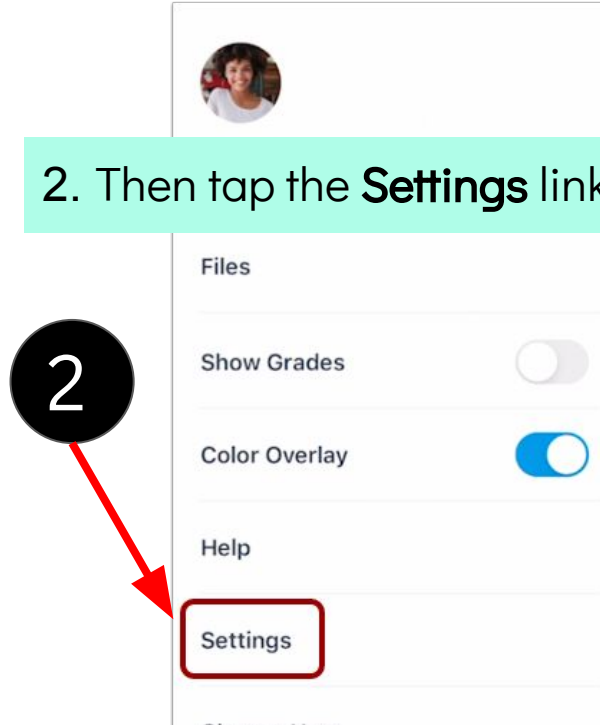 2. Then tap the Settings link
Files
Show Grades
2
Color Overlay
Help
Settings